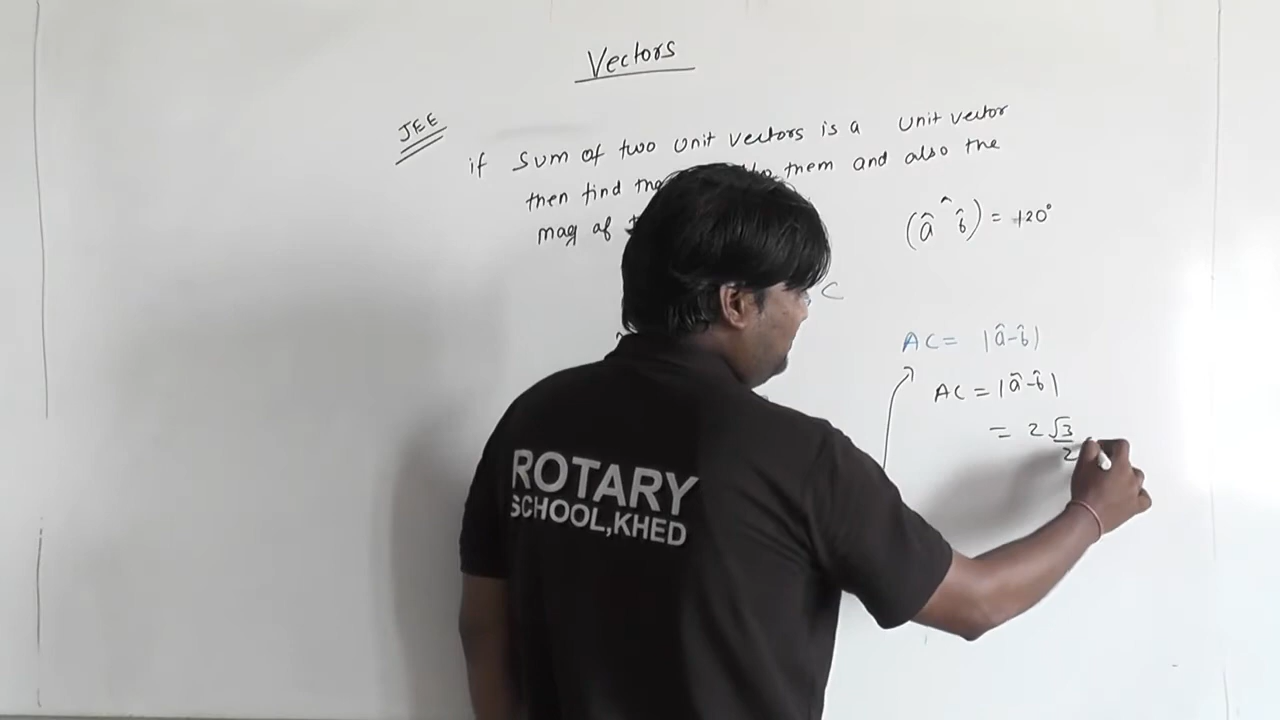 Vectors
JEE
if Sum of two unit vectors is a unit vector
then find the them and also the
mag of
(â ^ b̂) = 120°
C
AC = |â-b̂|
AC = |â-b̂|
= 2 √3/2
ROTARY
SCHOOL,KHED